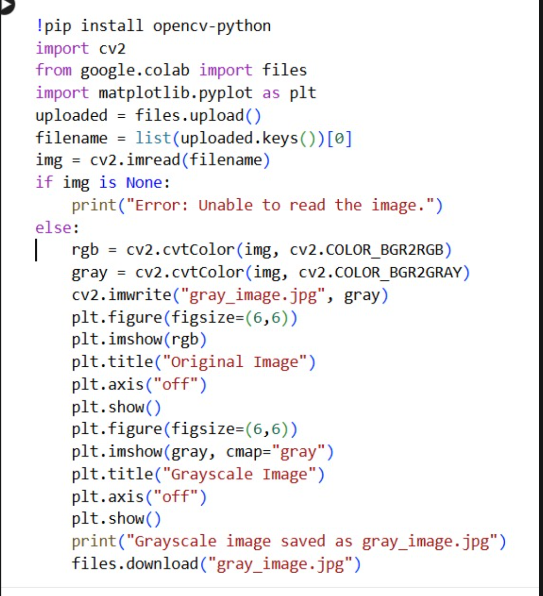 !pip install opencv-python
import cv2
from google.colab import files
import matplotlib.pyplot as plt
uploaded = files.upload()
filename = list(uploaded.keys())[0]
img = cv2.imread(filename)
if img is None:
    print("Error: Unable to read the image.")
else:
    rgb = cv2.cvtColor(img, cv2.COLOR_BGR2RGB)
    gray = cv2.cvtColor(img, cv2.COLOR_BGR2GRAY)
    cv2.imwrite("gray_image.jpg", gray)
    plt.figure(figsize=(6,6))
    plt.imshow(rgb)
    plt.title("Original Image")
    plt.axis("off")
    plt.show()
    plt.figure(figsize=(6,6))
    plt.imshow(gray, cmap="gray")
    plt.title("Grayscale Image")
    plt.axis("off")
    plt.show()
    print("Grayscale image saved as gray_image.jpg")
    files.download("gray_image.jpg")